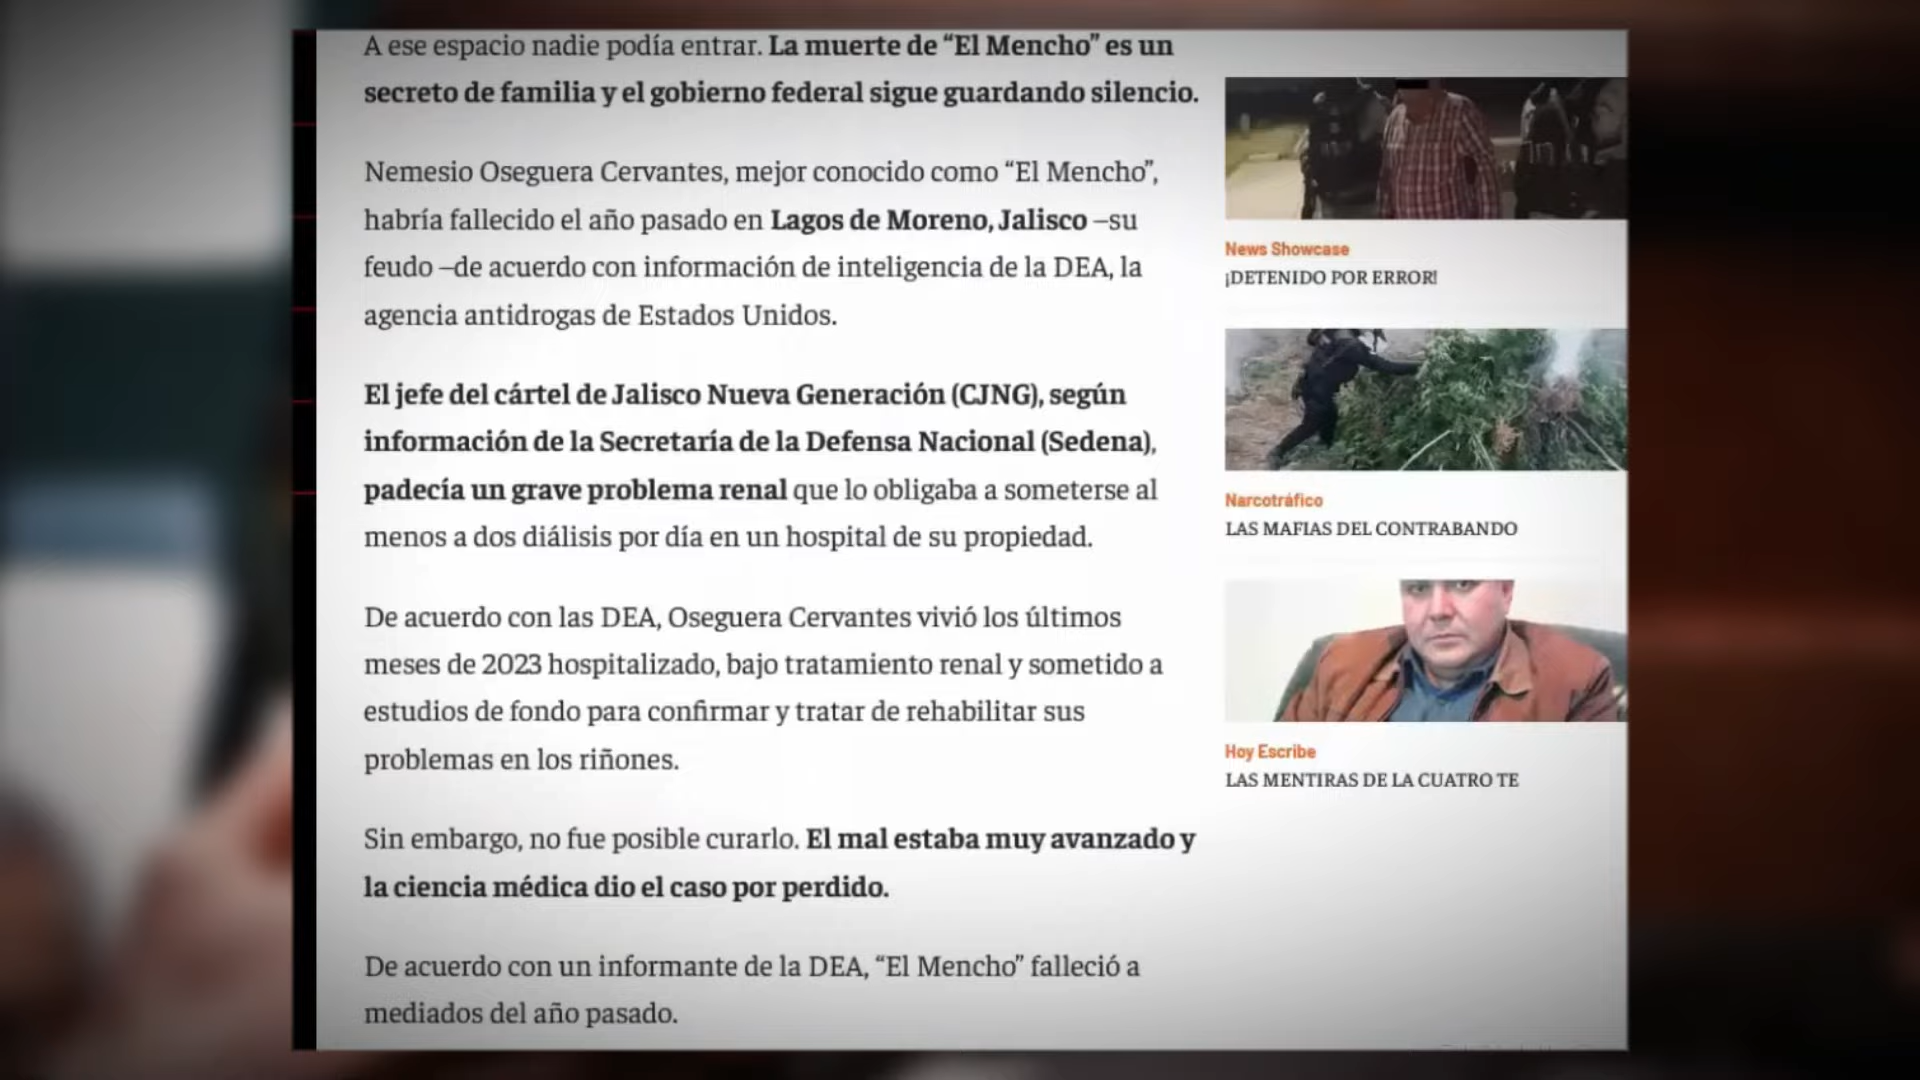 A ese espacio nadie podía entrar. La muerte de “El Mencho” es un
secreto de familia y el gobierno federal sigue guardando silencio.
Nemesio Oseguera Cervantes, mejor conocido como “El Mencho”,
habría fallecido el año pasado en Lagos de Moreno, Jalisco –su
feudo –de acuerdo con información de inteligencia de la DEA, la
agencia antidrogas de Estados Unidos.
El jefe del cártel de Jalisco Nueva Generación (CJNG), según
información de la Secretaría de la Defensa Nacional (Sedena),
padecía un grave problema renal que lo obligaba a someterse al
menos a dos diálisis por día en un hospital de su propiedad.
De acuerdo con las DEA, Oseguera Cervantes vivió los últimos
meses de 2023 hospitalizado, bajo tratamiento renal y sometido a
estudios de fondo para confirmar y tratar de rehabilitar sus
problemas en los riñones.
Sin embargo, no fue posible curarlo. El mal estaba muy avanzado y
la ciencia médica dio el caso por perdido.
De acuerdo con un informante de la DEA, “El Mencho” falleció a
mediados del año pasado.
News Showcase
¡DETENIDO POR ERROR!
Narcotráfico
LAS MAFIAS DEL CONTRABANDO
Hoy Escribe
LAS MENTIRAS DE LA CUATRO TE